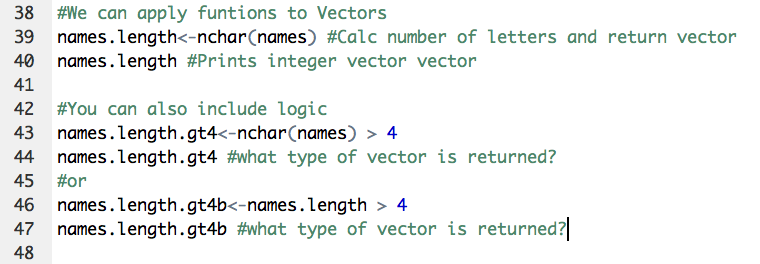 38 #We can apply funtions to Vectors
39 names.length<-nchar(names) #Calc number of letters and return vector
40 names.length #Prints integer vector vector
41
42 #You can also include logic
43 names.length.gt4<-nchar(names) > 4
44 names.length.gt4 #what type of vector is returned?
45 #or
46 names.length.gt4b<-names.length > 4
47 names.length.gt4b #what type of vector is returned?
48